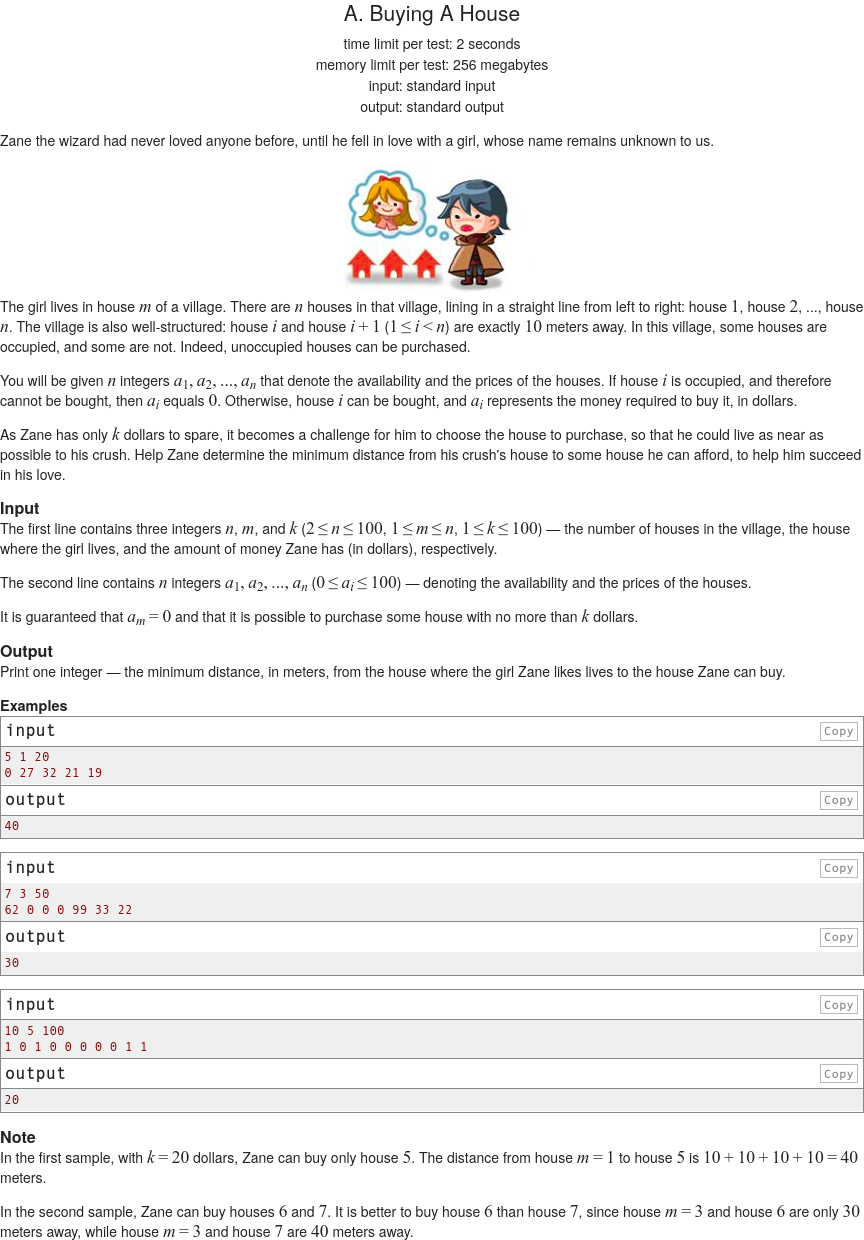 A. Buying A House
time limit per test: 2 seconds
memory limit per test: 256 megabytes
input: standard input
output: standard output
Zane the wizard had never loved anyone before, until he fell in love with a girl, whose name remains unknown to us.
The girl lives in house m of a village. There are n houses in that village, lining in a straight line from left to right: house 1, house 2, ..., house
n. The village is also well-structured: house i and house i + 1 (1 ≤ i < n) are exactly 10 meters away. In this village, some houses are
occupied, and some are not. Indeed, unoccupied houses can be purchased.
You will be given n integers a1, a2, ..., an that denote the availability and the prices of the houses. If house i is occupied, and therefore
cannot be bought, then ai equals 0. Otherwise, house i can be bought, and ai represents the money required to buy it, in dollars.
As Zane has only k dollars to spare, it becomes a challenge for him to choose the house to purchase, so that he could live as near as
possible to his crush. Help Zane determine the minimum distance from his crush's house to some house he can afford, to help him succeed
in his love.
Input
The first line contains three integers n, m, and k (2 ≤ n ≤ 100, 1 ≤ m ≤ n, 1 ≤ k ≤ 100) — the number of houses in the village, the house
where the girl lives, and the amount of money Zane has (in dollars), respectively.
The second line contains n integers a1, a2, ..., an (0 ≤ ai ≤ 100) — denoting the availability and the prices of the houses.
It is guaranteed that am = 0 and that it is possible to purchase some house with no more than k dollars.
Output
Print one integer — the minimum distance, in meters, from the house where the girl Zane likes lives to the house Zane can buy.
Examples
input Copy
5 1 20
0 27 32 21 19
output Copy
40
input Copy
7 3 50
62 0 0 0 99 33 22
output Copy
30
input Copy
10 5 100
1 0 1 0 0 0 0 0 1 1
output Copy
20
Note
In the first sample, with k = 20 dollars, Zane can buy only house 5. The distance from house m = 1 to house 5 is 10 + 10 + 10 + 10 = 40
meters.
In the second sample, Zane can buy houses 6 and 7. It is better to buy house 6 than house 7, since house m = 3 and house 6 are only 30
meters away, while house m = 3 and house 7 are 40 meters away.